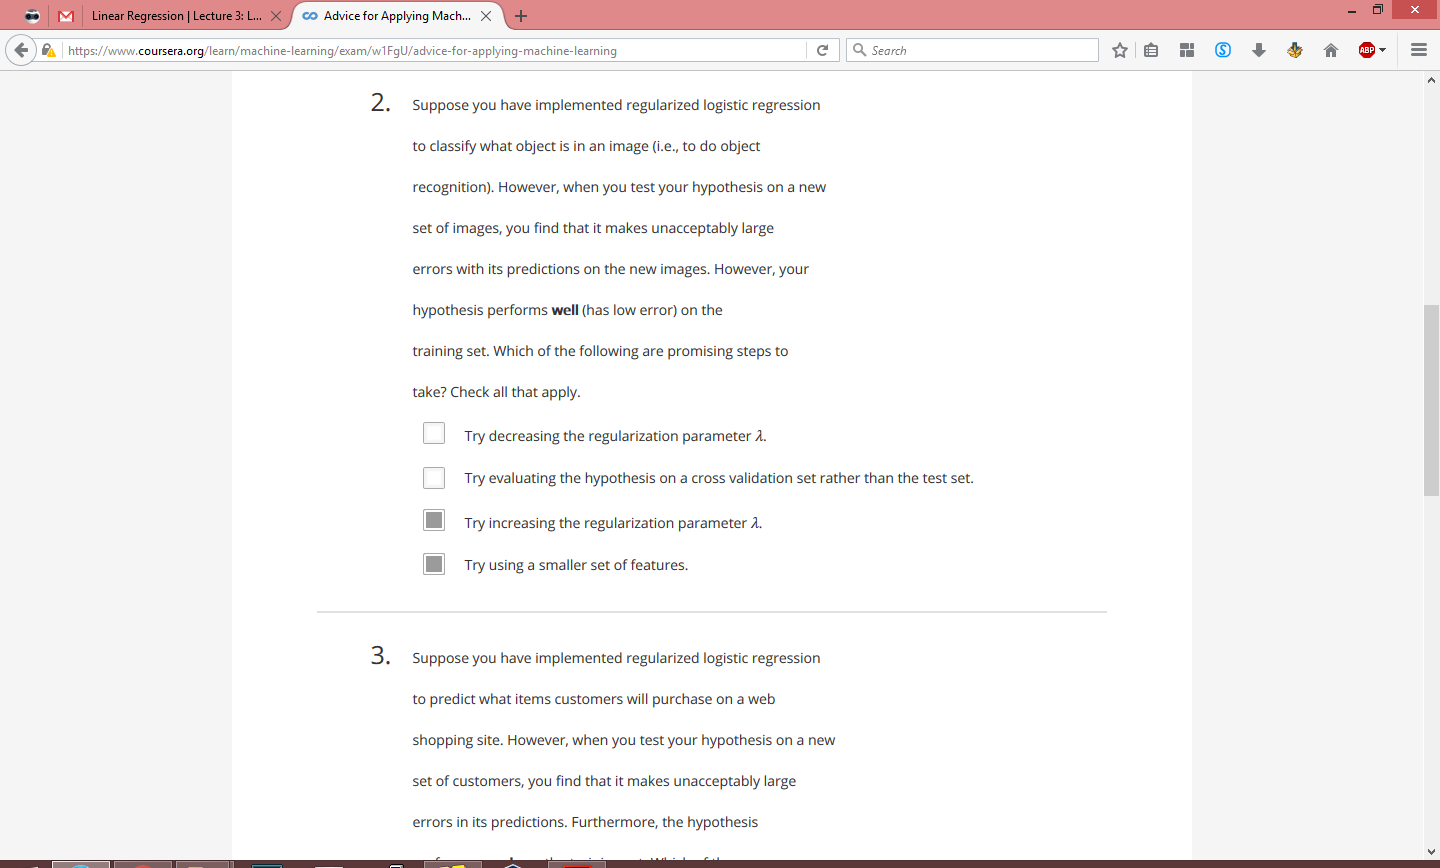 Linear Regression | Lecture 3: L...
Advice for Applying Mach...
https://www.coursera.org/learn/machine-learning/exam/w1FgU/advice-for-applying-machine-learning
Search
ABP
2. Suppose you have implemented regularized logistic regression
to classify what object is in an image (i.e., to do object
recognition). However, when you test your hypothesis on a new
set of images, you find that it makes unacceptably large
errors with its predictions on the new images. However, your
hypothesis performs well (has low error) on the
training set. Which of the following are promising steps to
take? Check all that apply.
Try decreasing the regularization parameter λ.
Try evaluating the hypothesis on a cross validation set rather than the test set.
Try increasing the regularization parameter λ.
Try using a smaller set of features.
3. Suppose you have implemented regularized logistic regression
to predict what items customers will purchase on a web
shopping site. However, when you test your hypothesis on a new
set of customers, you find that it makes unacceptably large
errors in its predictions. Furthermore, the hypothesis